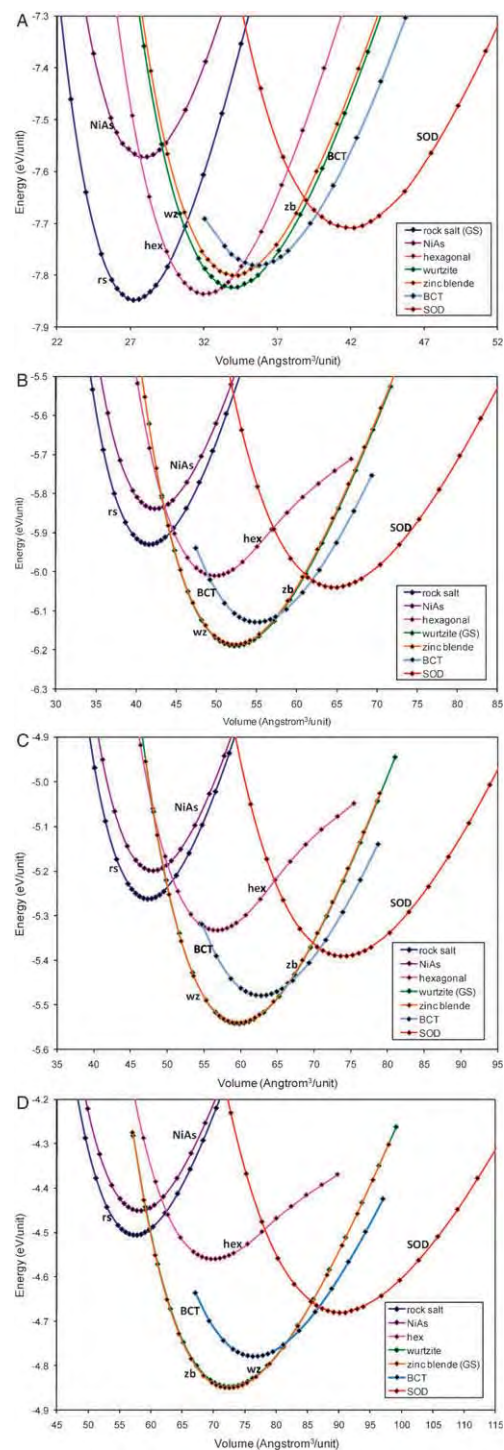 A
-7.3
-7.4
-7.5
-7.6
-7.7
-7.8
-7.9
Energy (eV/unit)
NiAs
SOD
BCT
wz
zb
hex
rs
rock salt (GS)
NiAs
hexagonal
wurtzite
zinc blende
BCT
SOD
22 27 32 37 42 47 52
Volume (Angstrom³/unit)
B
-5.5
-5.6
-5.7
-5.8
-5.9
-6.0
-6.1
-6.2
-6.3
Energy (eV/unit)
NiAs
rs
hex
SOD
BCT
zb
wz
rock salt
NiAs
hexagonal
wurtzite (GS)
zinc blende
BCT
SOD
30 35 40 45 50 55 60 65 70 75 80 85
Volume (Angstrom³/unit)
C
-4.9
-5.0
-5.1
-5.2
-5.3
-5.4
-5.5
-5.6
Energy (eV/unit)
NiAs
rs
hex
SOD
BCT
zb
wz
rock salt
NiAs
hexagonal
wurtzite (GS)
zinc blende
BCT
SOD
35 40 45 50 55 60 65 70 75 80 85 90 95
Volume (Angtrom³/unit)
D
-4.2
-4.3
-4.4
-4.5
-4.6
-4.7
-4.8
-4.9
Energy (eV/unit)
NiAs
rs
hex
SOD
BCT
zb
wz
rock salt
NiAs
hex
wurtzite
zinc blende (GS)
BCT
SOD
45 50 55 60 65 70 75 80 85 90 95 100 105 110 115
Volume (Angstrom³/unit)